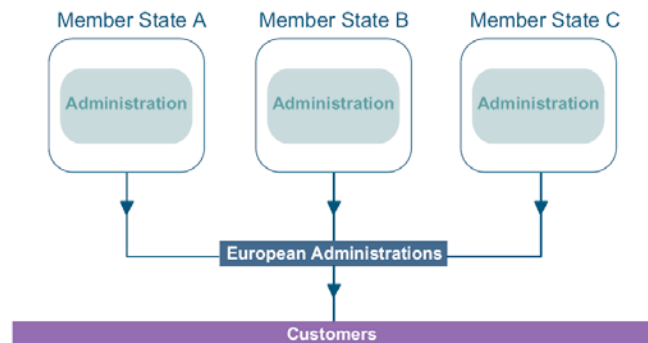 Member State A
Member State B
Member State C
Administration
Administration
Administration
European Administrations
Customers